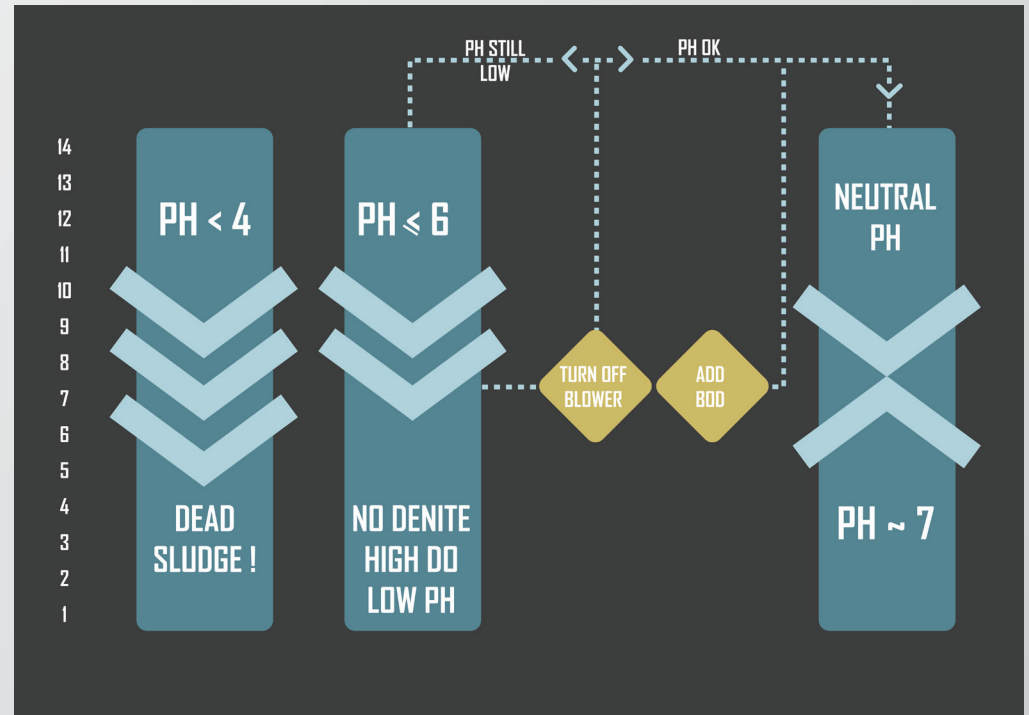 PH STILL
LOW
PH OK
14
13
12
11
10
9
8
7
6
5
4
3
2
1
PH < 4
DEAD
SLUDGE !
PH ⩽ 6
NO DENITE
HIGH DO
LOW PH
TURN OFF
BLOWER
ADD
BOD
NEUTRAL
PH
PH ~ 7